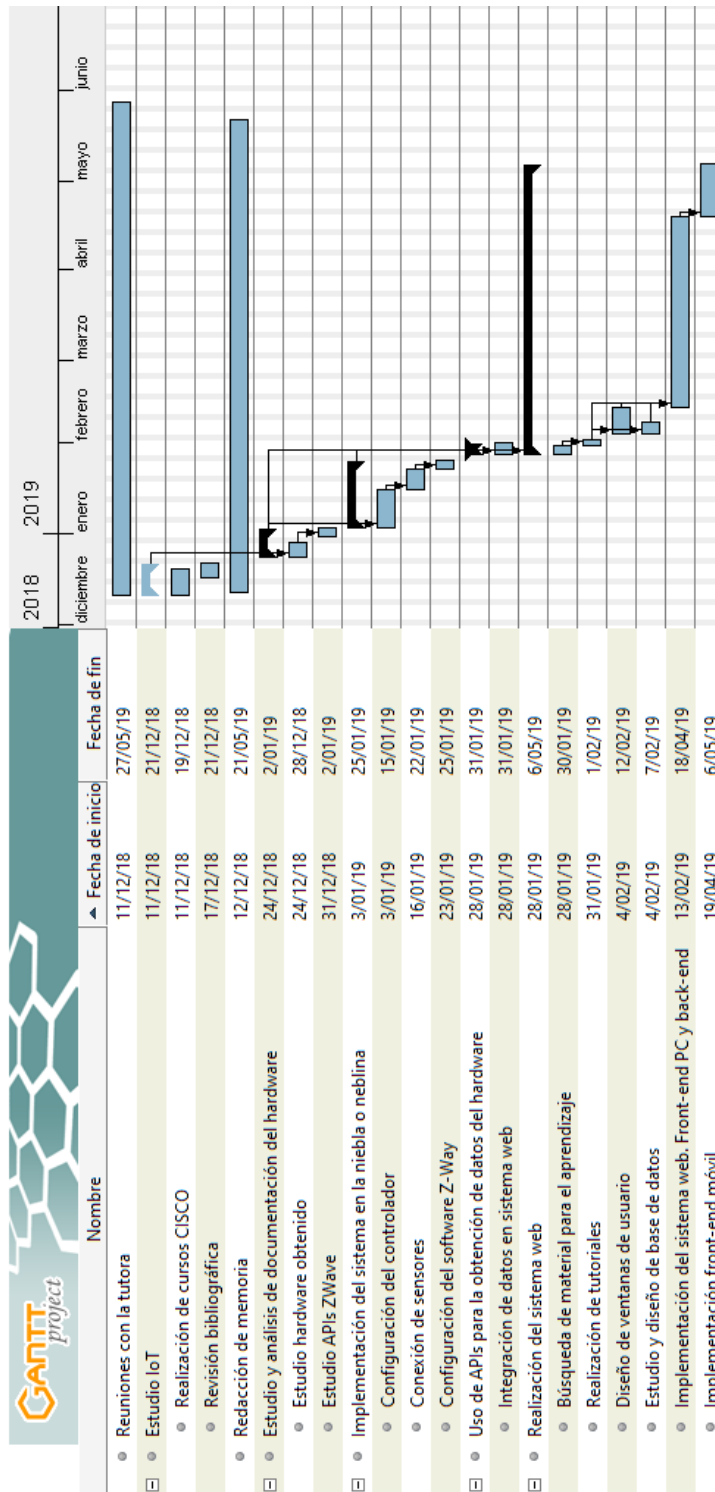 GANTT
project
2018
2019
diciembre
enero
febrero
marzo
abril
mayo
junio
Nombre Fecha de inicio Fecha de fin
Reuniones con la tutora 11/12/18 27/05/19
Estudio IoT 11/12/18 21/12/18
Realización de cursos CISCO 11/12/18 19/12/18
Revisión bibliográfica 17/12/18 21/12/18
Redacción de memoria 12/12/18 21/05/19
Estudio y análisis de documentación del hardware 24/12/18 2/01/19
Estudio hardware obtenido 24/12/18 28/12/18
Estudio APIs ZWave 31/12/18 2/01/19
Implementación del sistema en la niebla o neblina 3/01/19 25/01/19
Configuración del controlador 3/01/19 15/01/19
Conexión de sensores 16/01/19 22/01/19
Configuración del software Z-Way 23/01/19 25/01/19
Uso de APIs para la obtención de datos del hardware 28/01/19 31/01/19
Integración de datos en sistema web 28/01/19 31/01/19
Realización del sistema web 28/01/19 6/05/19
Búsqueda de material para el aprendizaje 28/01/19 30/01/19
Realización de tutoriales 31/01/19 1/02/19
Diseño de ventanas de usuario 4/02/19 12/02/19
Estudio y diseño de base de datos 4/02/19 7/02/19
Implementación del sistema web. Front-end PC y back-end 13/02/19 18/04/19
Implementación front-end móvil 19/04/19 6/05/19